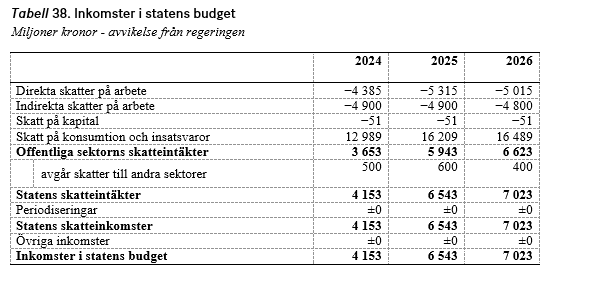 Tabell 38. Inkomster i statens budget
Miljoner kronor - avvikelse från regeringen
2024 2025 2026
Direkta skatter på arbete −4 385 −5 315 −5 015
Indirekta skatter på arbete −4 900 −4 900 −4 800
Skatt på kapital −51 −51 −51
Skatt på konsumtion och insatsvaror 12 989 16 209 16 489
Offentliga sektorns skatteintäkter 3 653 5 943 6 623
avgår skatter till andra sektorer 500 600 400
Statens skatteintäkter 4 153 6 543 7 023
Periodiseringar ±0 ±0 ±0
Statens skatteinkomster 4 153 6 543 7 023
Övriga inkomster ±0 ±0 ±0
Inkomster i statens budget 4 153 6 543 7 023